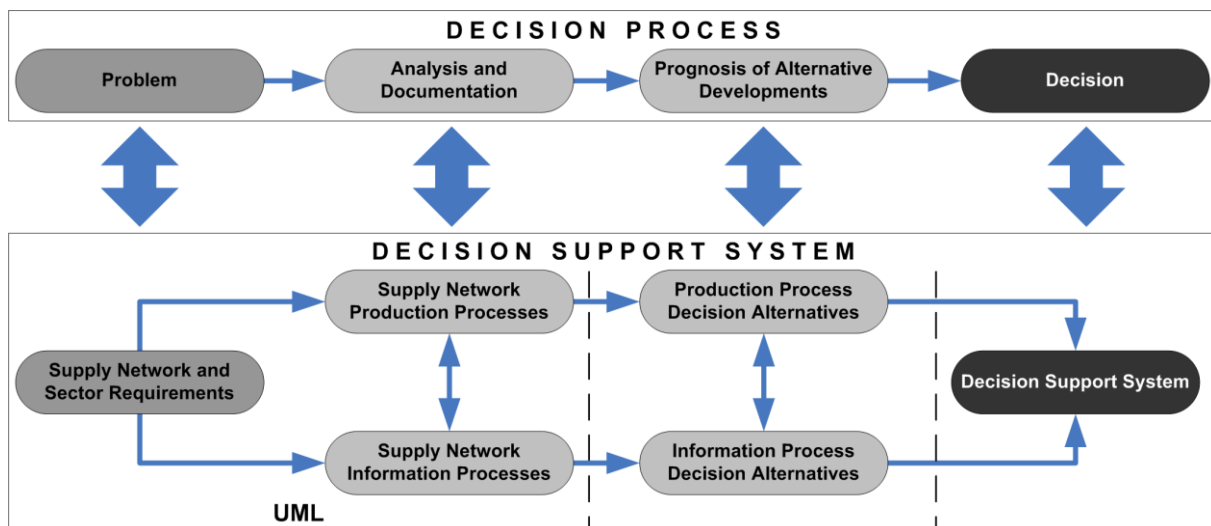 DECISION PROCESS
Problem
Analysis and
Documentation
Prognosis of Alternative
Developments
Decision
DECISION SUPPORT SYSTEM
Supply Network
Production Processes
Production Process
Decision Alternatives
Supply Network and
Sector Requirements
Decision Support System
Supply Network
Information Processes
Information Process
Decision Alternatives
UML